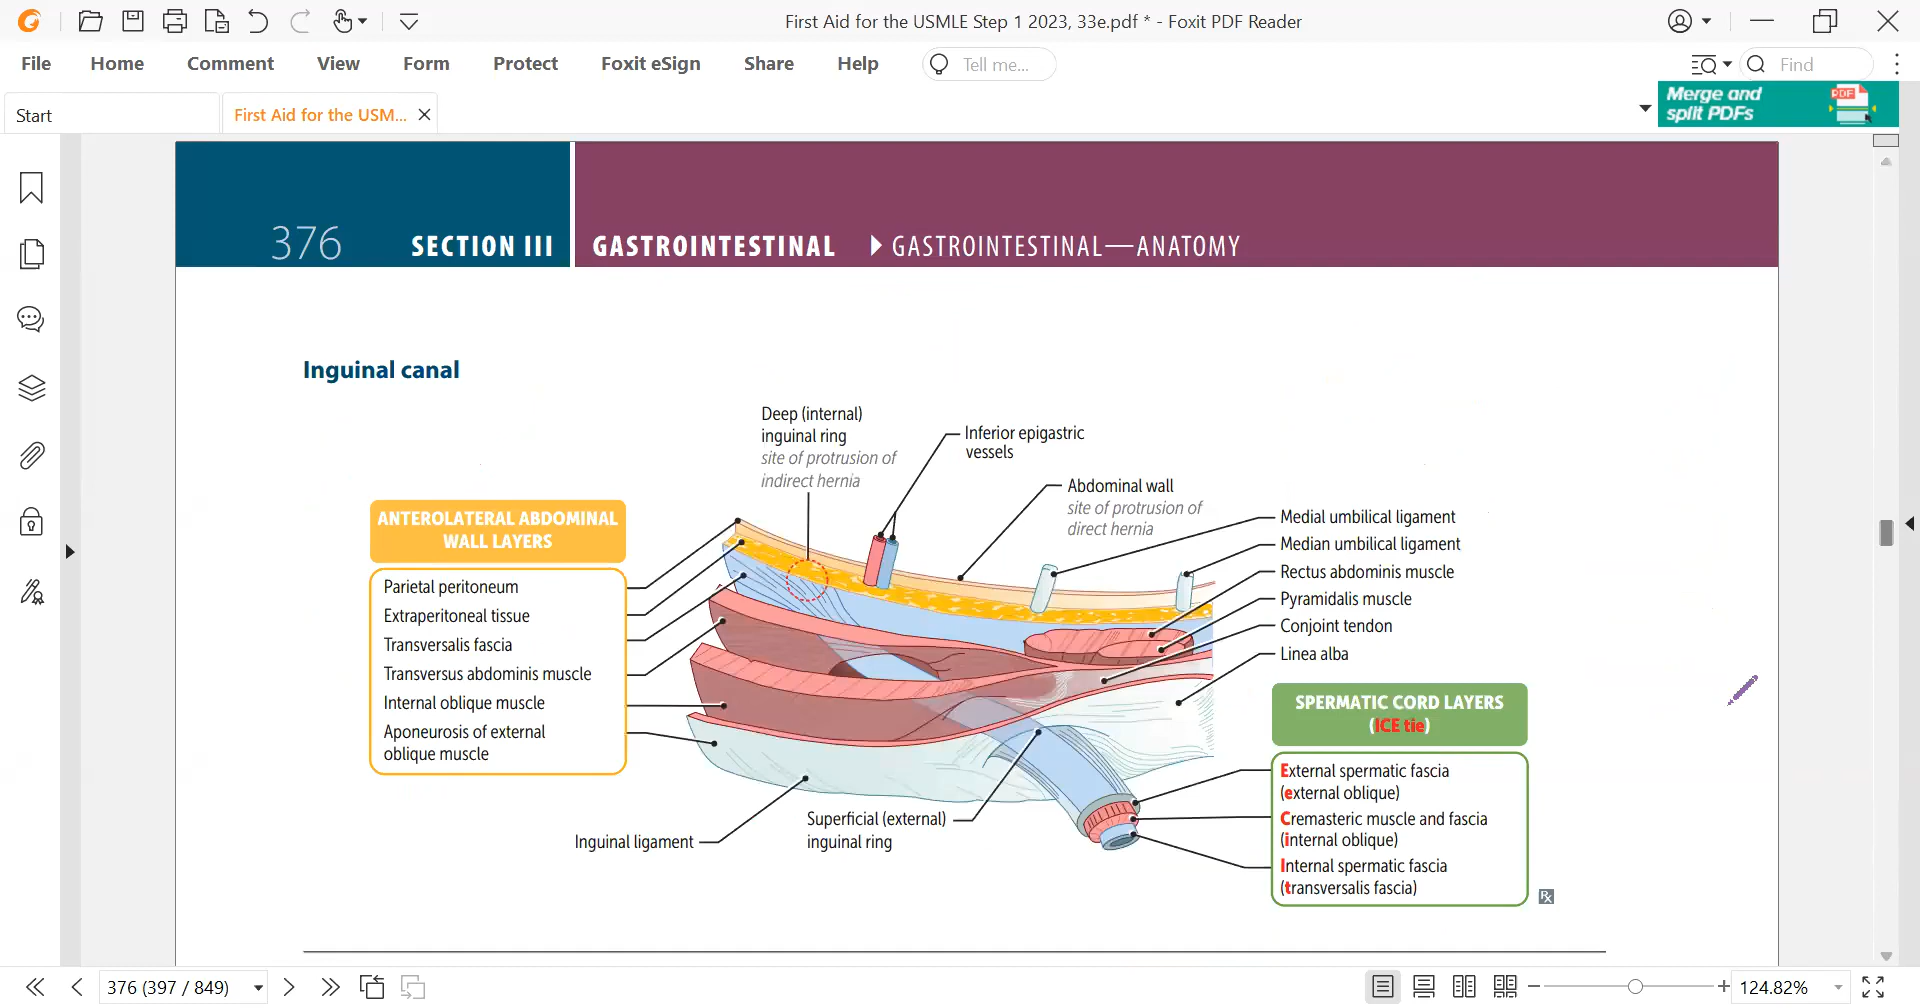 First Aid for the USMLE Step 1 2023, 33e.pdf * - Foxit PDF Reader
File Home Comment View Form Protect Foxit eSign Share Help Tell me... Find
Start First Aid for the USM...
Merge and
split PDFs
PDF
376 SECTION III GASTROINTESTINAL ▶ GASTROINTESTINAL—ANATOMY
Inguinal canal
Deep (internal)
inguinal ring
site of protrusion of
indirect hernia
Inferior epigastric
vessels
Abdominal wall
site of protrusion of
direct hernia
ANTEROLATERAL ABDOMINAL
WALL LAYERS
Parietal peritoneum
Extraperitoneal tissue
Transversalis fascia
Transversus abdominis muscle
Internal oblique muscle
Aponeurosis of external
oblique muscle
Medial umbilical ligament
Median umbilical ligament
Rectus abdominis muscle
Pyramidalis muscle
Conjoint tendon
Linea alba
SPERMATIC CORD LAYERS
(ICE tie)
External spermatic fascia
(external oblique)
Cremasteric muscle and fascia
(internal oblique)
Internal spermatic fascia
(transversalis fascia)
Inguinal ligament
Superficial (external)
inguinal ring
Rx
376 (397 / 849)
124.82%